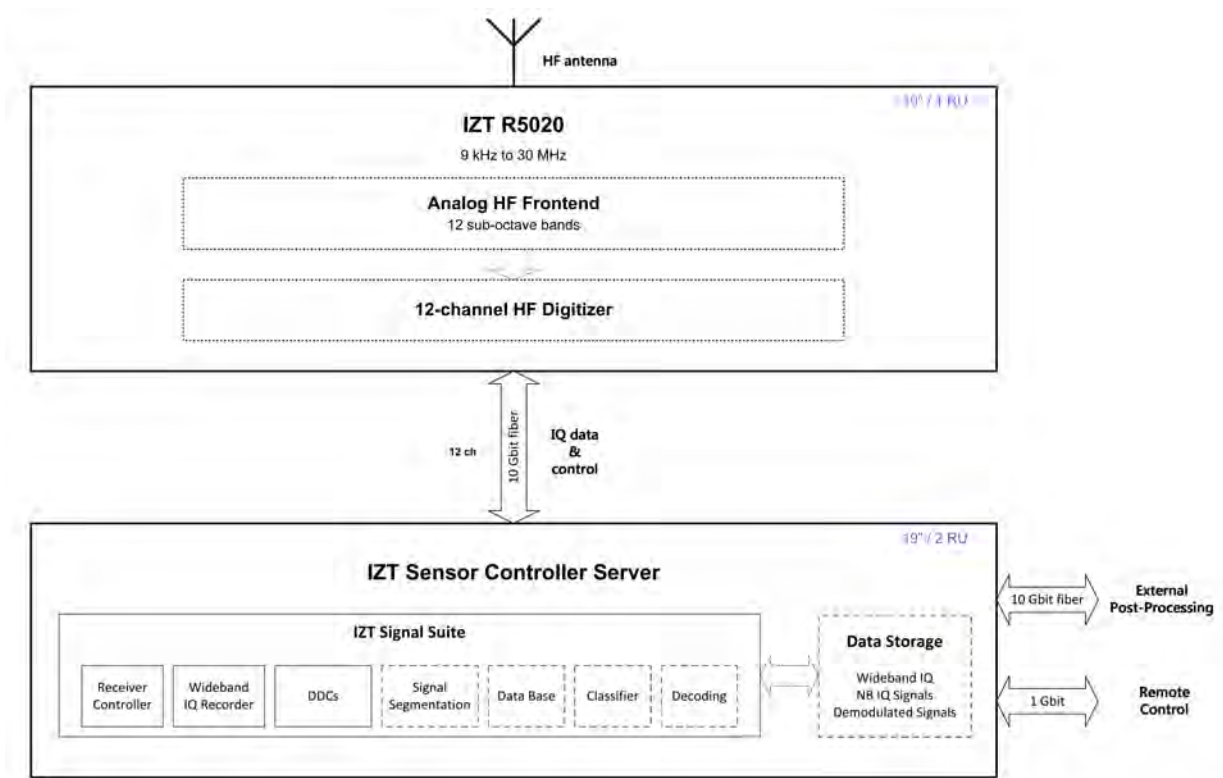 HF antenna
19" / 1 RU
IZT R5020
9 kHz to 30 MHz
Analog HF Frontend
12 sub-octave bands
12-channel HF Digitizer
12 ch
10 Gbit fiber
IQ data
&
control
19" / 2 RU
IZT Sensor Controller Server
IZT Signal Suite
Receiver
Controller
Wideband
IQ Recorder
DDCs
Signal
Segmentation
Data Base
Classifier
Decoding
Data Storage
Wideband IQ
NB IQ Signals
Demodulated Signals
10 Gbit fiber
External
Post-Processing
1 Gbit
Remote
Control